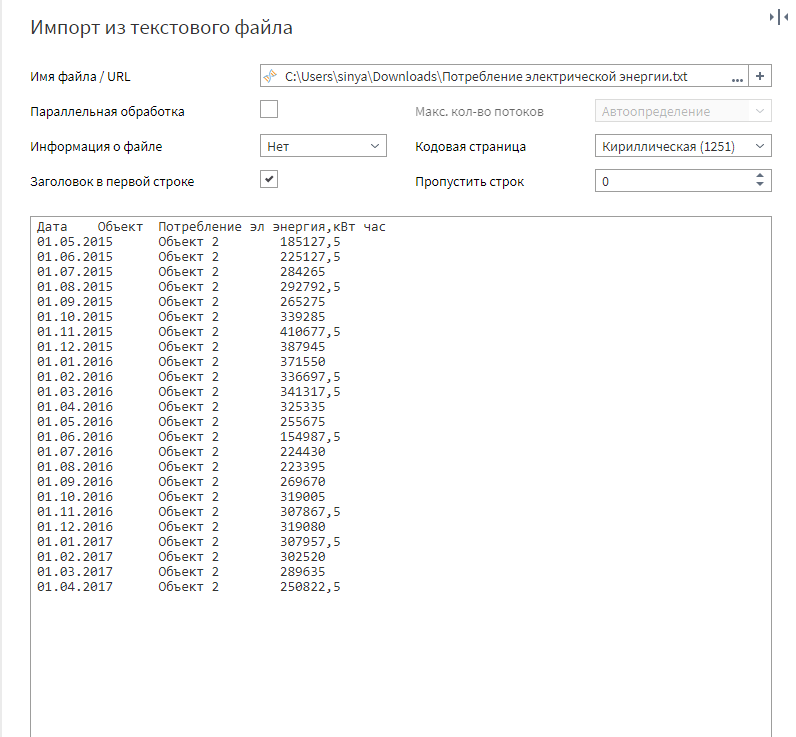 Импорт из текстового файла
Имя файла / URL C:\Users\sinya\Downloads\Потребление электрической энергии.txt ... +
Параллельная обработка Макс. кол-во потоков Автоопределение
Информация о файле Нет Кодовая страница Кириллическая (1251)
Заголовок в первой строке Пропустить строк 0
Дата Объект Потребление эл энергия,кВт час
01.05.2015 Объект 2 185127,5
01.06.2015 Объект 2 225127,5
01.07.2015 Объект 2 284265
01.08.2015 Объект 2 292792,5
01.09.2015 Объект 2 265275
01.10.2015 Объект 2 339285
01.11.2015 Объект 2 410677,5
01.12.2015 Объект 2 387945
01.01.2016 Объект 2 371550
01.02.2016 Объект 2 336697,5
01.03.2016 Объект 2 341317,5
01.04.2016 Объект 2 325335
01.05.2016 Объект 2 255675
01.06.2016 Объект 2 154987,5
01.07.2016 Объект 2 224430
01.08.2016 Объект 2 223395
01.09.2016 Объект 2 269670
01.10.2016 Объект 2 319005
01.11.2016 Объект 2 307867,5
01.12.2016 Объект 2 319080
01.01.2017 Объект 2 307957,5
01.02.2017 Объект 2 302520
01.03.2017 Объект 2 289635
01.04.2017 Объект 2 250822,5